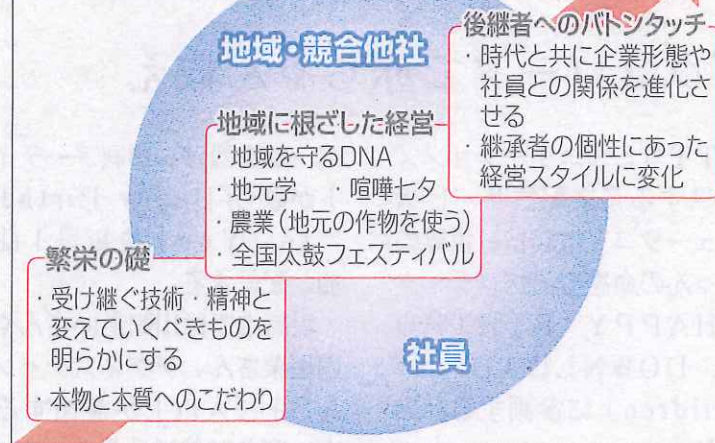 地域・競合他社
後継者へのバトンタッチ
・時代と共に企業形態や
社員との関係を進化さ
せる
・継承者の個性にあった
経営スタイルに変化
地域に根ざした経営
・地域を守るDNA
・地元学 ・喧嘩七夕
・農業(地元の作物を使う)
・全国太鼓フェスティバル
繁栄の礎
・受け継ぐ技術・精神と
変えていくべきものを
明らかにする
・本物と本質へのこだわり
社員